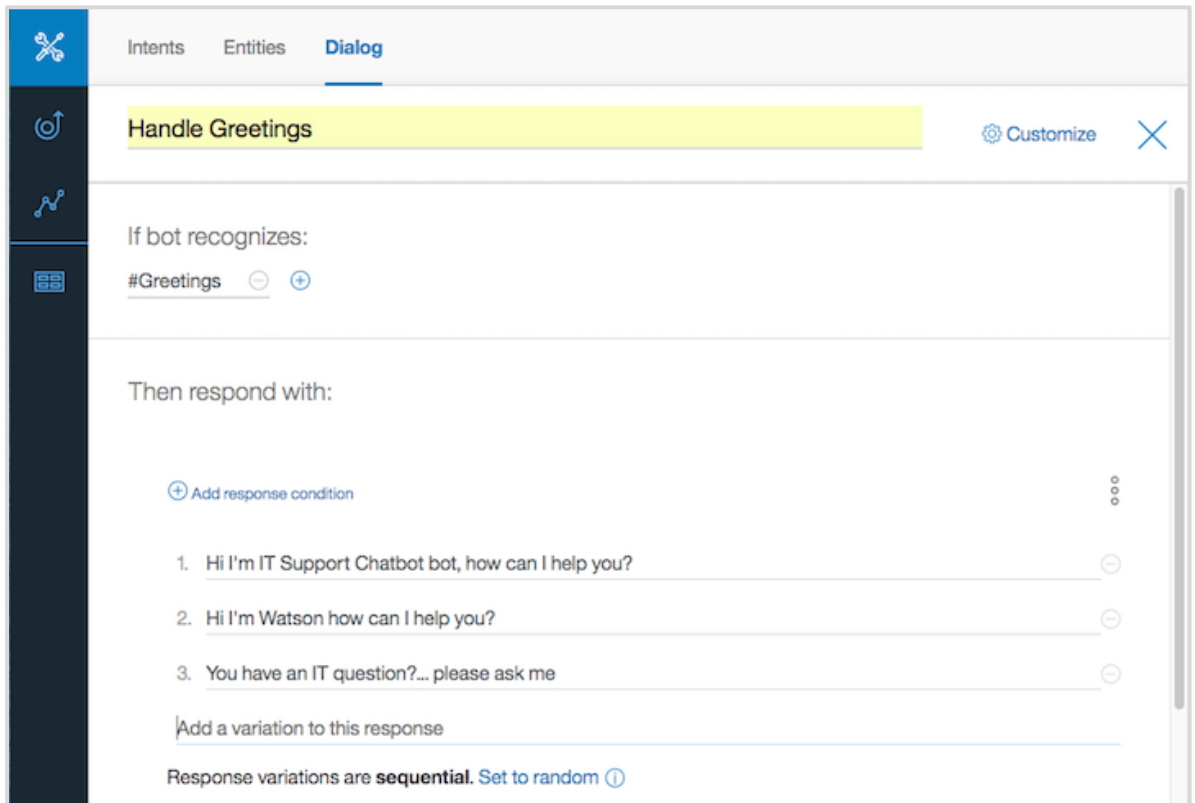 Intents Entities Dialog
Handle Greetings
Customize
If bot recognizes:
#Greetings
Then respond with:
Add response condition
1. Hi I'm IT Support Chatbot bot, how can I help you?
2. Hi I'm Watson how can I help you?
3. You have an IT question?... please ask me
Add a variation to this response
Response variations are sequential. Set to random